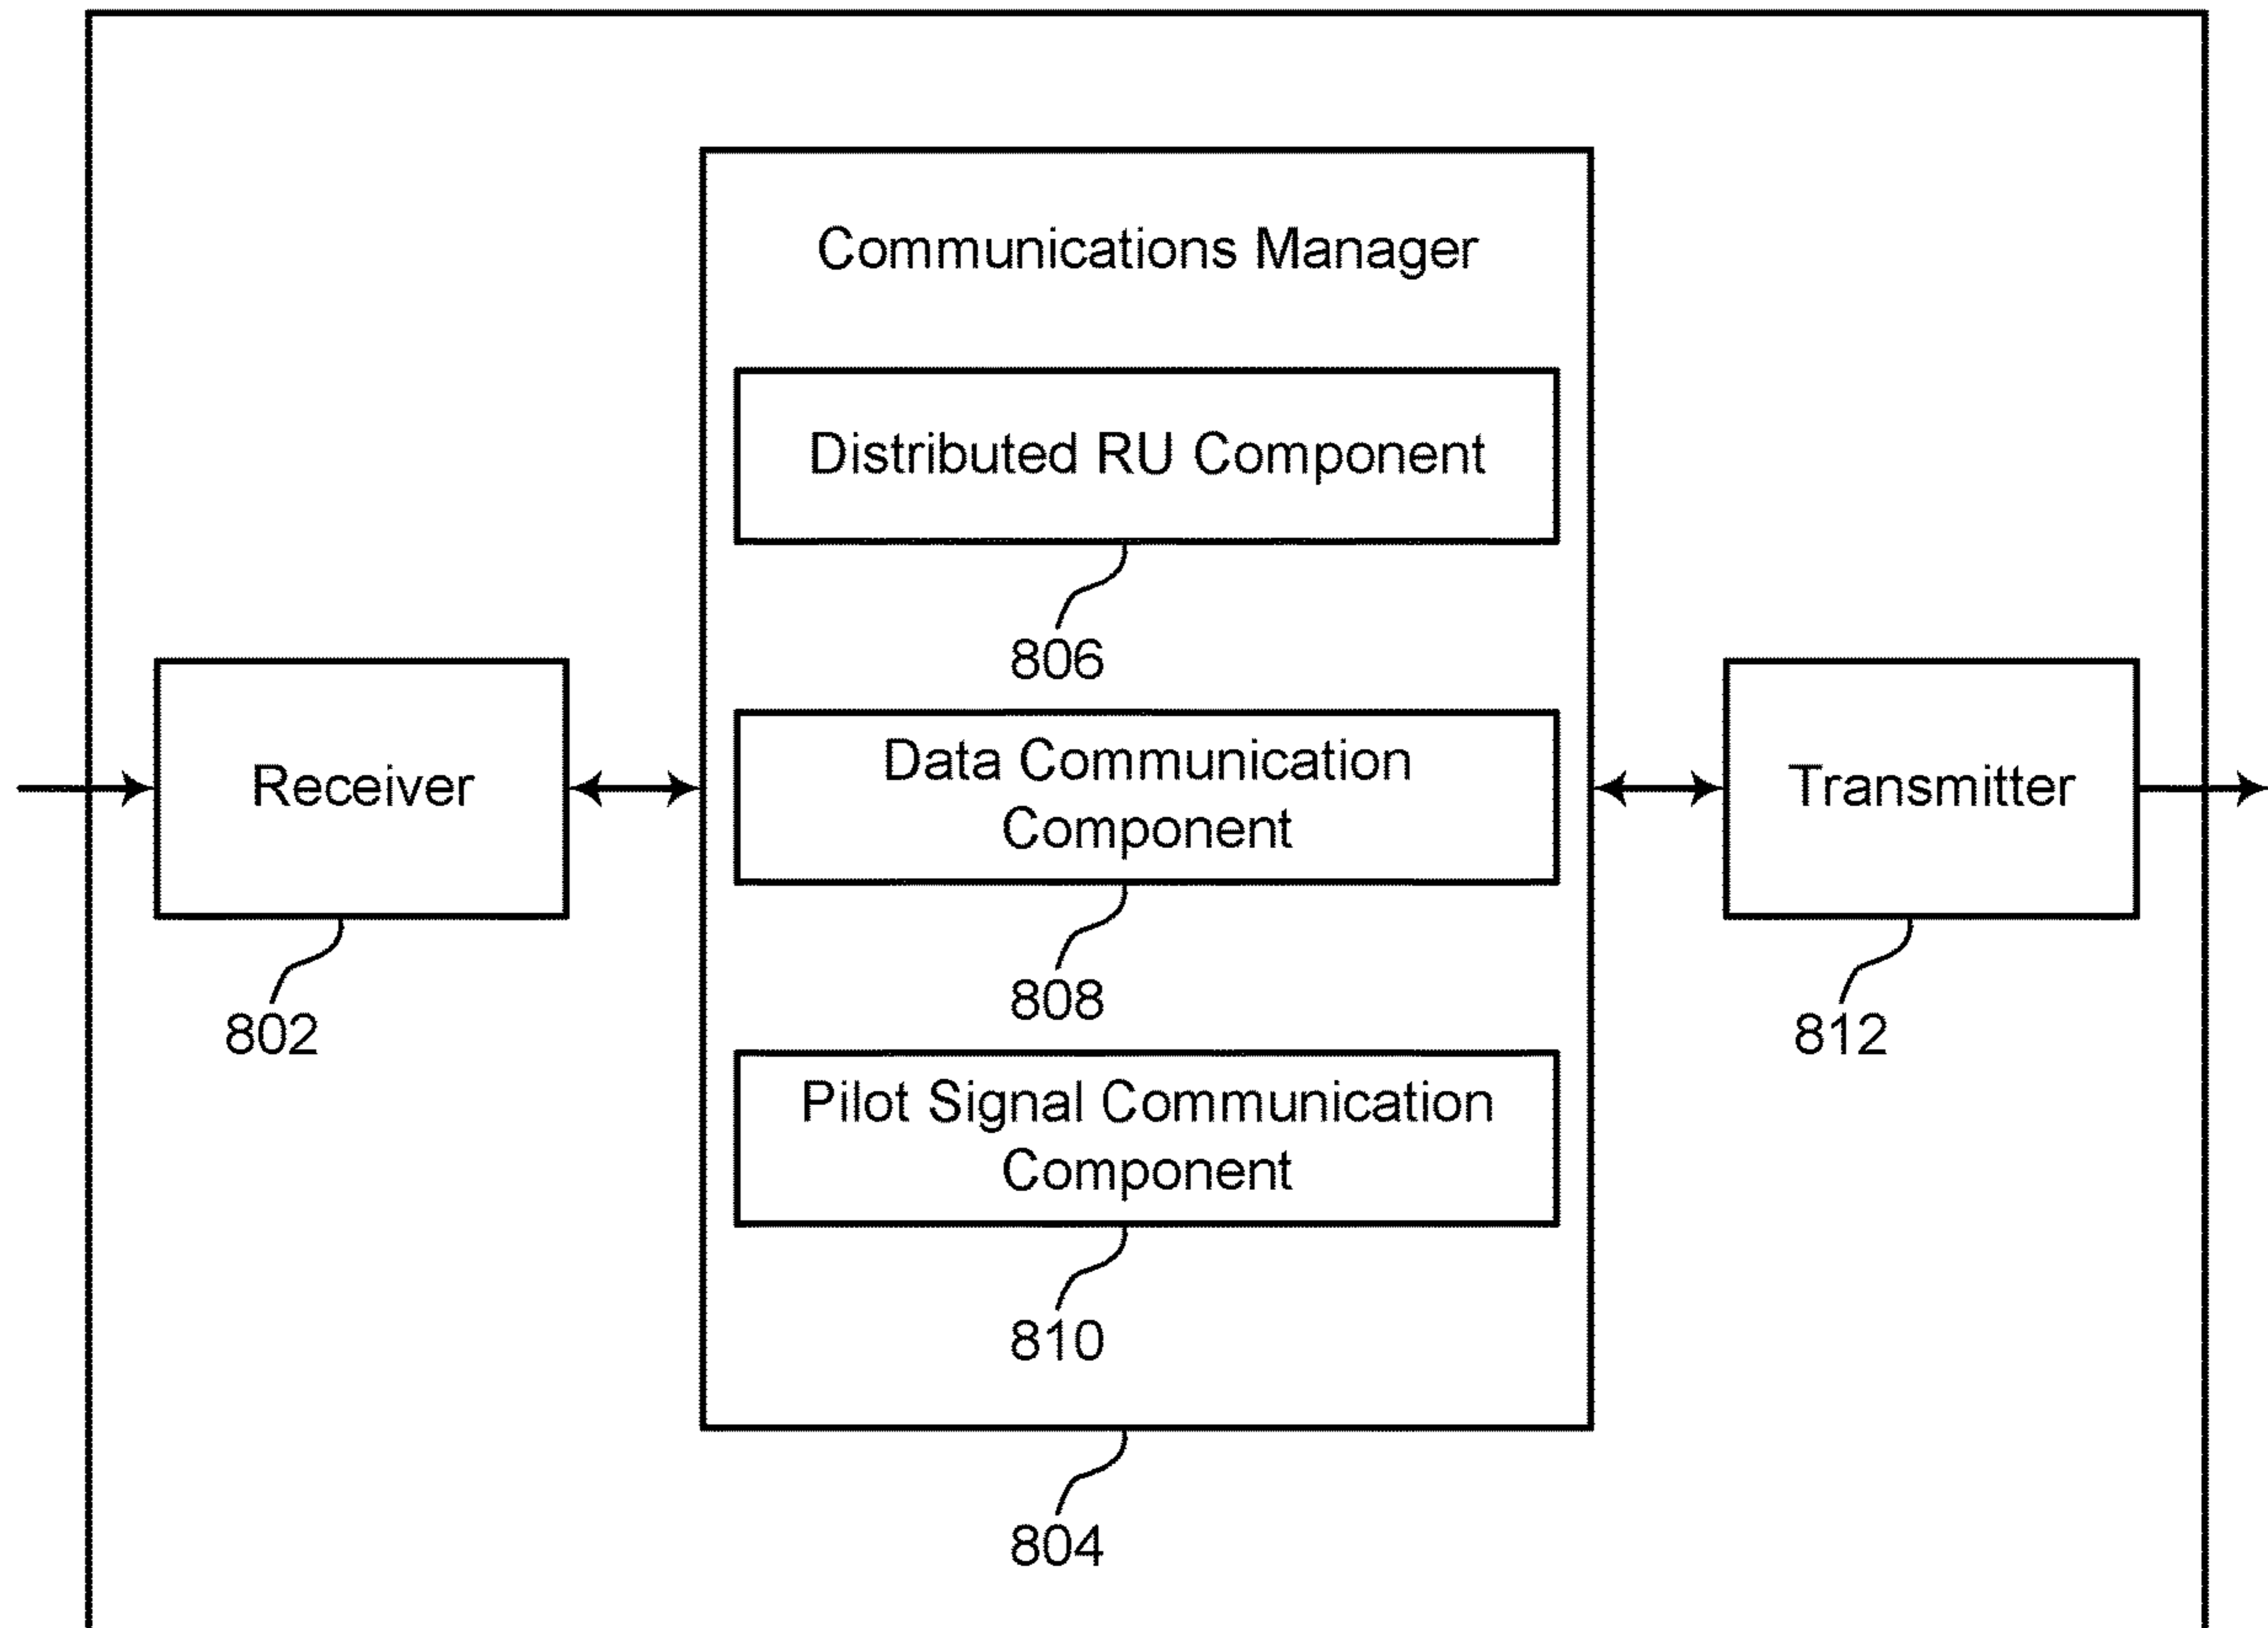 Communications Manager
Distributed RU Component
806
Receiver
802
Data Communication
Component
808
Pilot Signal Communication
Component
810
804
Transmitter
812